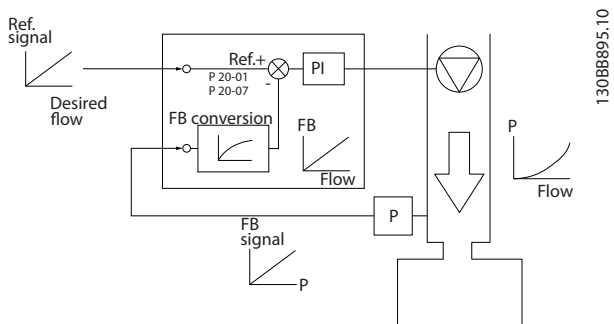 Ref.
signal
Desired
flow
Ref.+
P 20-01
P 20-07
-
PI
FB conversion
FB
Flow
P
FB
signal
P
P
Flow
130BB895.10